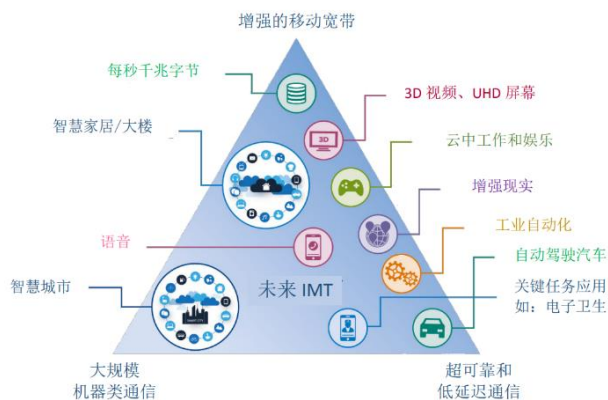 增强的移动宽带
每秒千兆字节
3D 视频、UHD 屏幕
3D
智慧家居/大楼
云中工作和娱乐
增强现实
语音
工业自动化
自动驾驶汽车
智慧城市
未来 IMT
关键任务应用
如：电子卫生
SMART CITY
大规模
机器类通信
超可靠和
低延迟通信